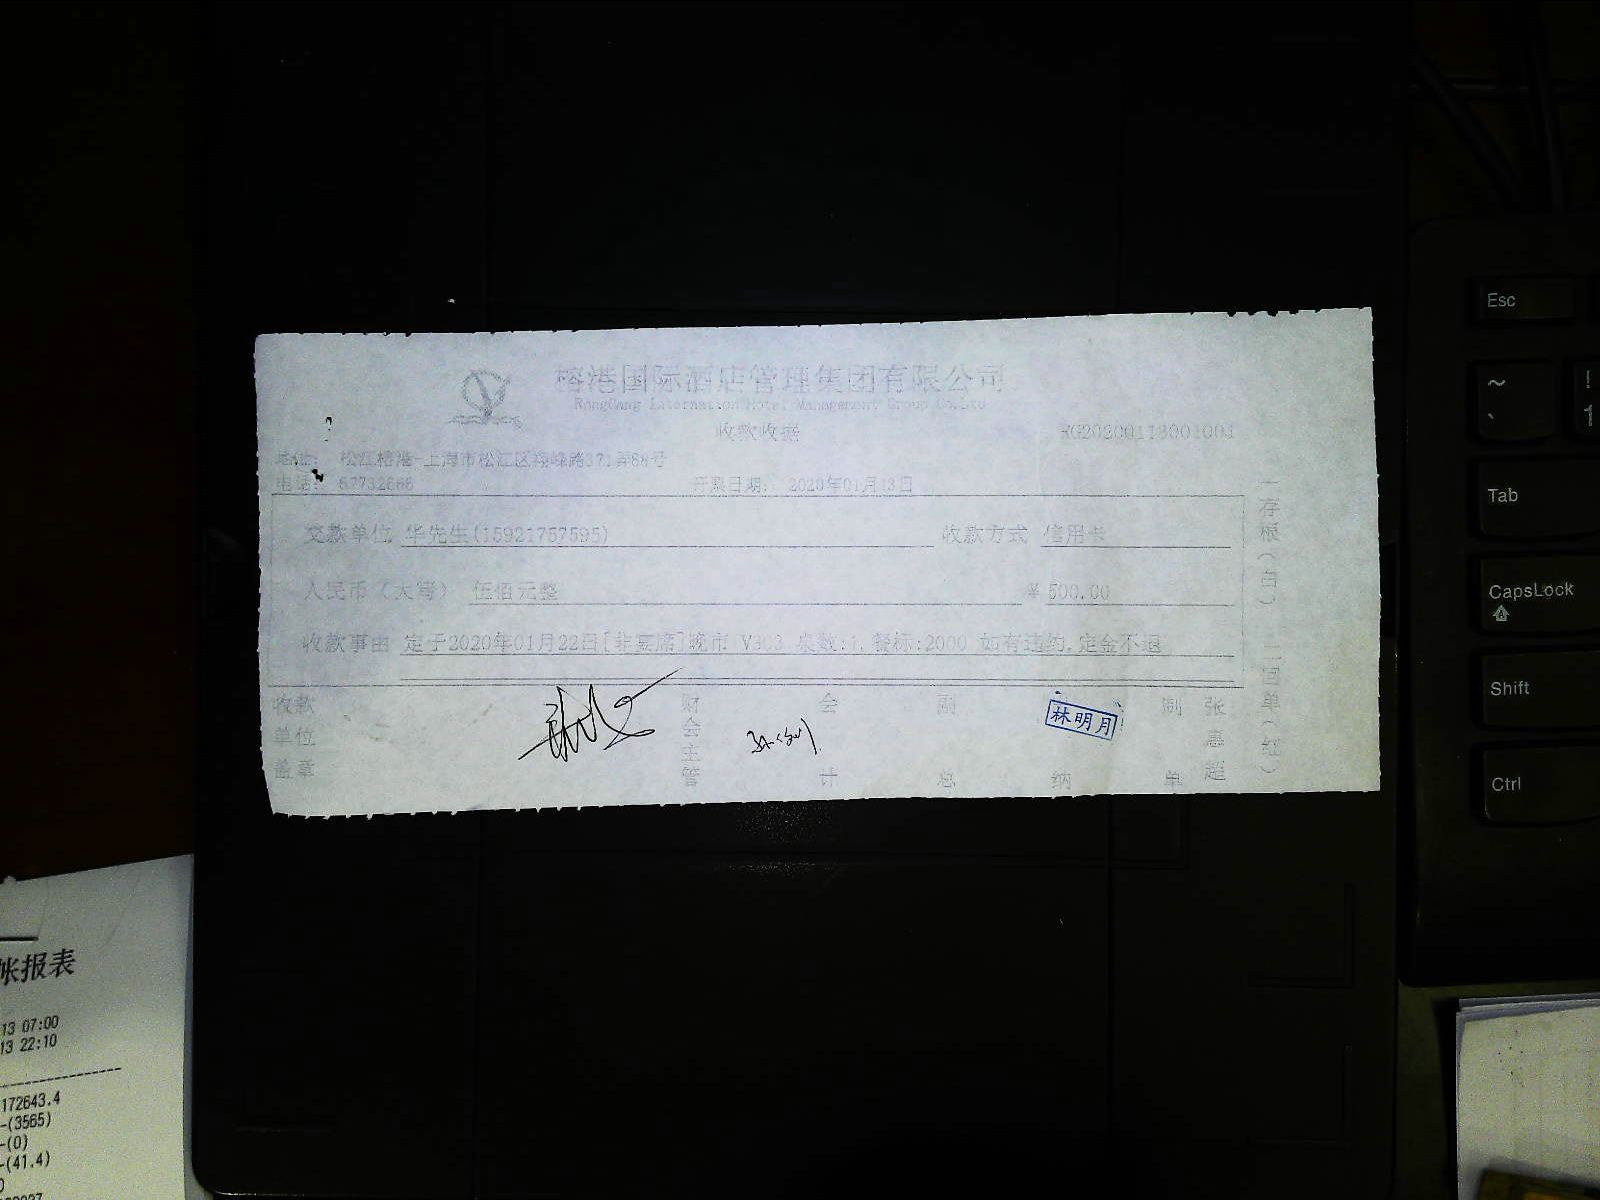 榕港国际酒店管理集团有限公司
RongGang International Hotel Management Group Co.Ltd
收款收据
地址: 松江榕港-上海市松江区 371弄88号
电话: 67732666
开票日期: 2020年01月13日
交款单位 华先生(15921757595) 收款方式 信用卡
人民币（大写） 伍佰元整 ¥ 500.00
收款事由 定于2020年01月22日[非宴席]晚市 V303 桌数:1,餐标:2000 如有违约,定金不退
收款单位盖章
财会主管
会计
副总
纳
林明月
制单
张惠超
一存根(白) 二回单(红)
帐报表
13 07:00
13 22:10
172643.4
-(3565)
-(0)
-(41.4)
Esc
~
`
!
1
Tab
CapsLock
Shift
Ctrl